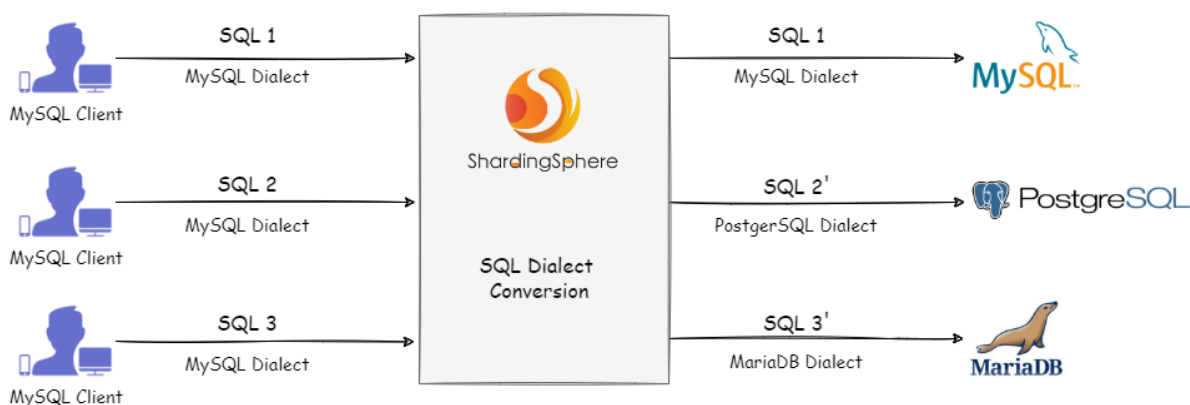 SQL 1
MySQL Dialect
MySQL Client
SQL 2
MySQL Dialect
MySQL Client
SQL 3
MySQL Dialect
MySQL Client
ShardingSphere
SQL Dialect
Conversion
SQL 1
MySQL Dialect
MySQL
SQL 2'
PostgerSQL Dialect
PostgreSQL
SQL 3'
MariaDB Dialect
MariaDB